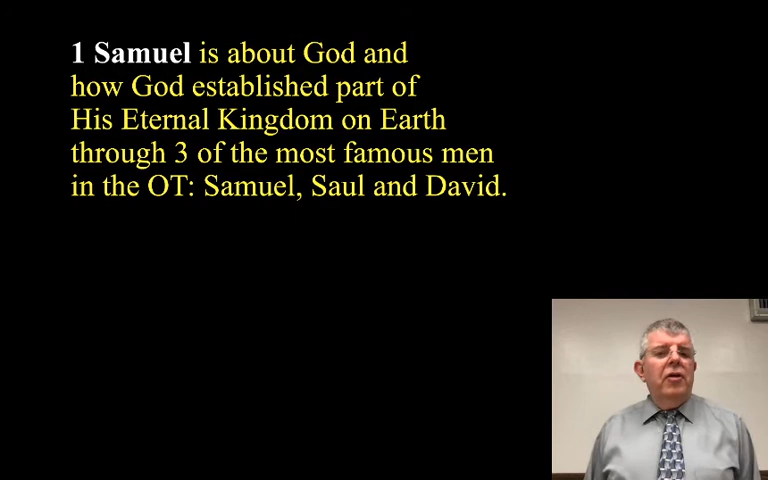 1 Samuel is about God and
how God established part of
His Eternal Kingdom on Earth
through 3 of the most famous men
in the OT: Samuel, Saul and David.